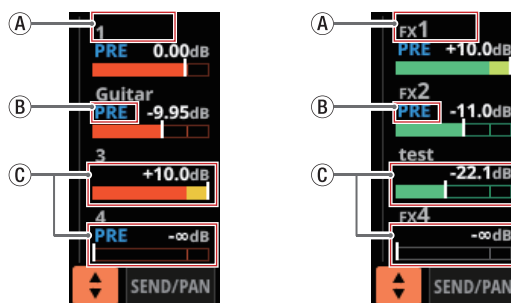 A
1
PRE 0.00dB
B
Guitar
PRE -9.95dB
C
3
+10.0dB
4
PRE -∞dB
SEND/PAN
A
FX1
PRE +10.0dB
B
FX2
PRE -11.0dB
C
test
-22.1dB
FX4
-∞dB
SEND/PAN